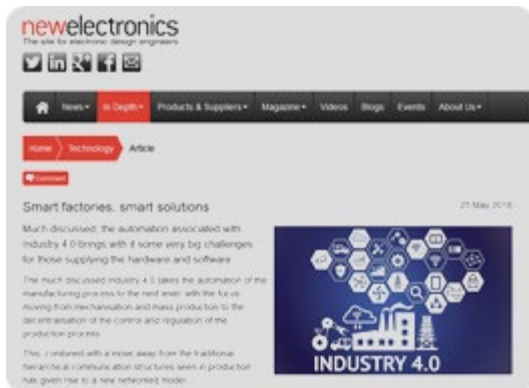 newelectronics
The site for electronic design engineers
News In Depth Products & Suppliers Magazine Videos Blogs Events About Us
Home Technology Article
Comment
Smart factories, smart solutions
May
Much discussed, the automation associated with
Industry 4.0 brings with it some very big challenges
for those supplying the hardware and software
The much discussed Industry 4.0 takes the automation of the
manufacturing process to the next level, with the focus
moving from mechanisation and mass production to the
decentralisation of the control and regulation of the
production process.
This, combined with a move away from the traditional
hierarchical communication structures seen in production
has given rise to a new networked model
INDUSTRY 4.0